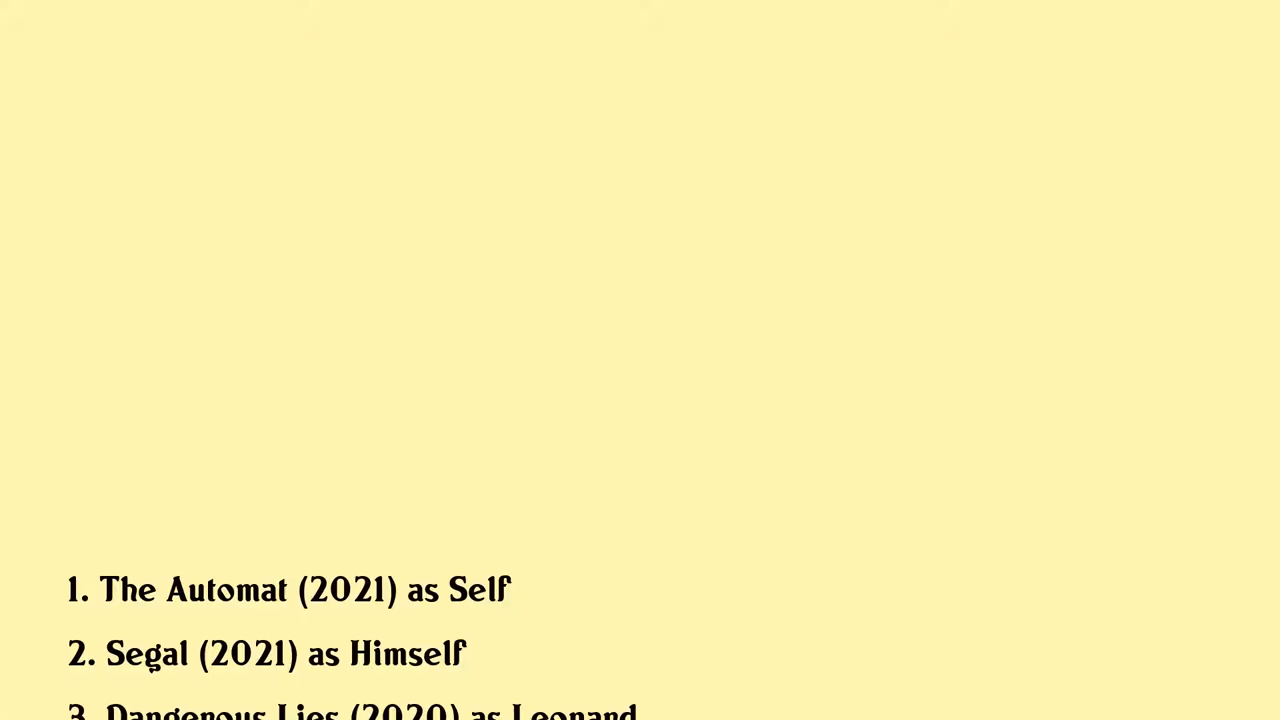 1. The Automat (2021) as Self
2. Segal (2021) as Himself
3. Dangerous Lies (2020) as Leonard